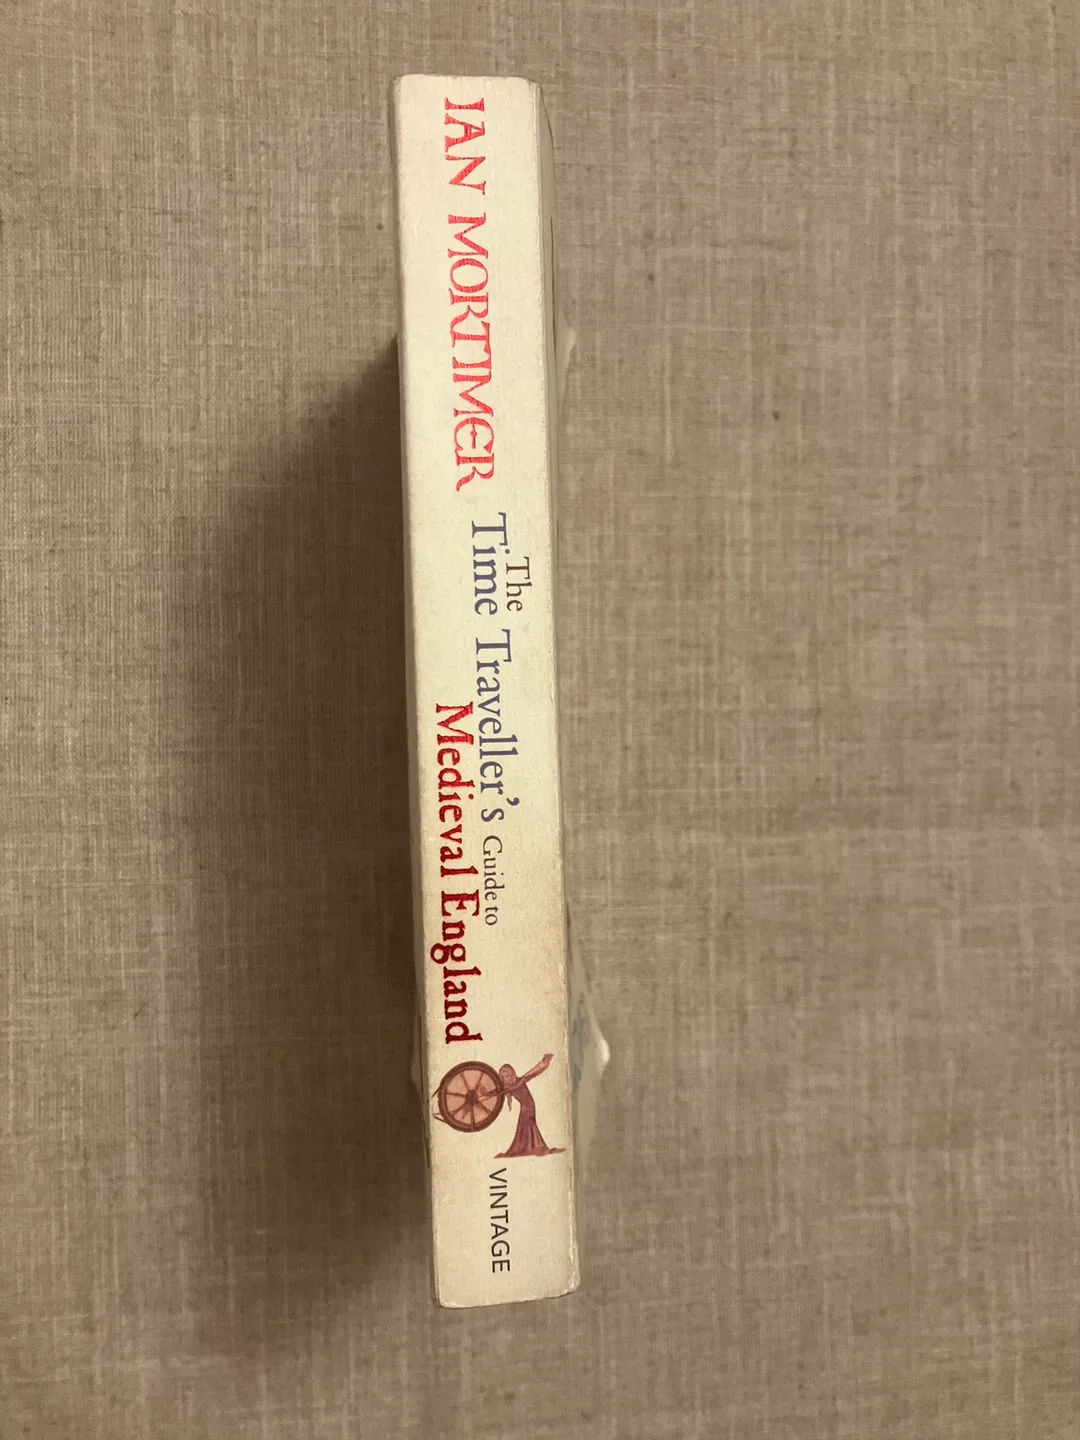 IAN MORTIMER
The
Time Traveller's Guide to
Medieval England
VINTAGE